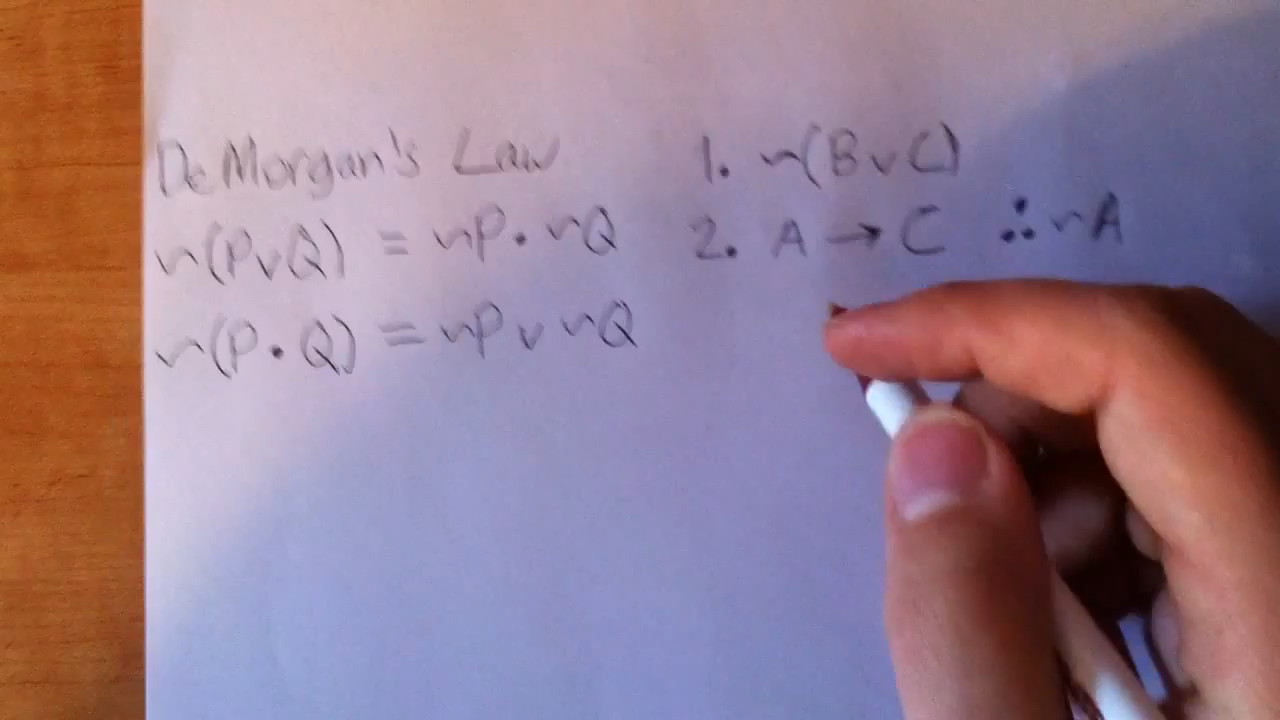 De Morgan's Law
~(P∨Q) = ~P • ~Q
~(P • Q) = ~P ∨ ~Q
1. ~(B∨C)
2. A → C ∴ ~A